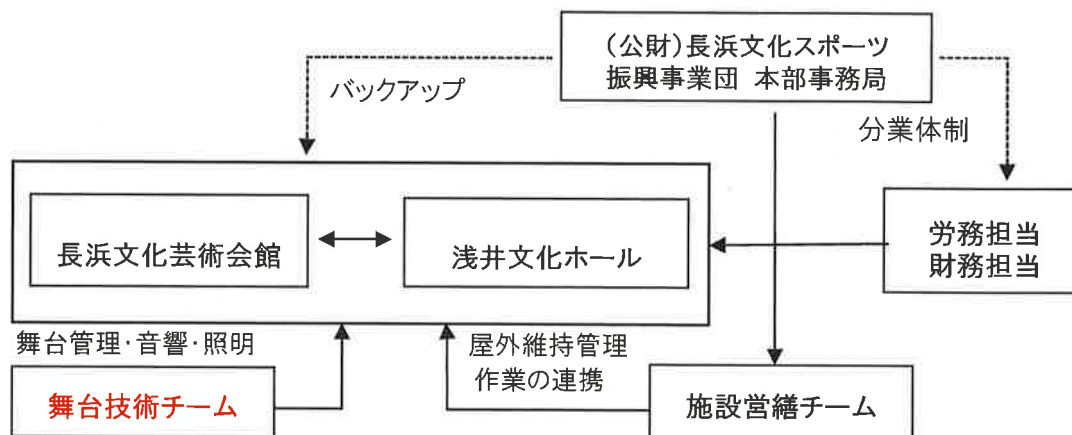 （公財）長浜文化スポーツ
振興事業団 本部事務局
バックアップ
分業体制
長浜文化芸術会館
浅井文化ホール
労務担当
財務担当
舞台管理・音響・照明
屋外維持管理
作業の連携
舞台技術チーム
施設営繕チーム